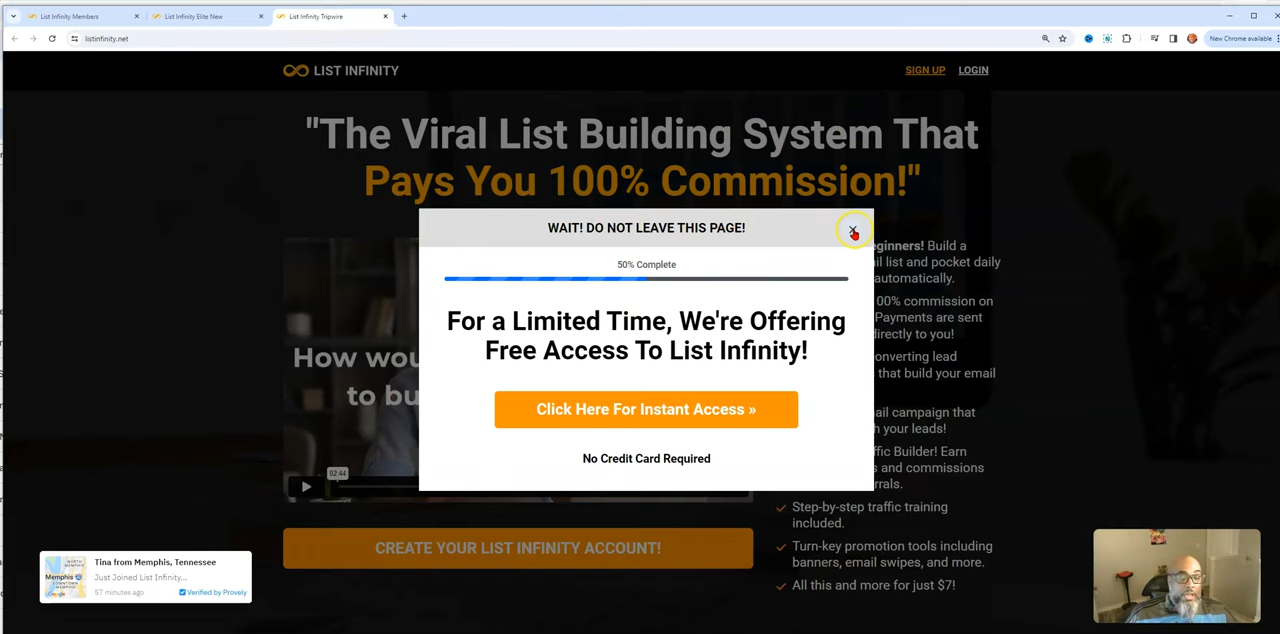 List Infinity Members
List Infinity Elite New
List Infinity Tripwire
listinfinity.net
New Chrome available
LIST INFINITY
SIGN UP
LOGIN
"The Viral List Building System That
Pays You 100% Commission!"
WAIT! DO NOT LEAVE THIS PAGE!
50% Complete
For a Limited Time, We're Offering
Free Access To List Infinity!
Click Here For Instant Access »
No Credit Card Required
How wou
to bu
02:44
CREATE YOUR LIST INFINITY ACCOUNT!
eginners! Build a
il list and pocket daily
automatically.
00% commission on
Payments are sent
directly to you!
onverting lead
that build your email
ail campaign that
h your leads!
ffic Builder! Earn
s and commissions
rrals.
Step-by-step traffic training
included.
Turn-key promotion tools including
banners, email swipes, and more.
All this and more for just $7!
Tina from Memphis, Tennessee
Just Joined List Infinity...
57 minutes ago
Verified by Provely
Memphis